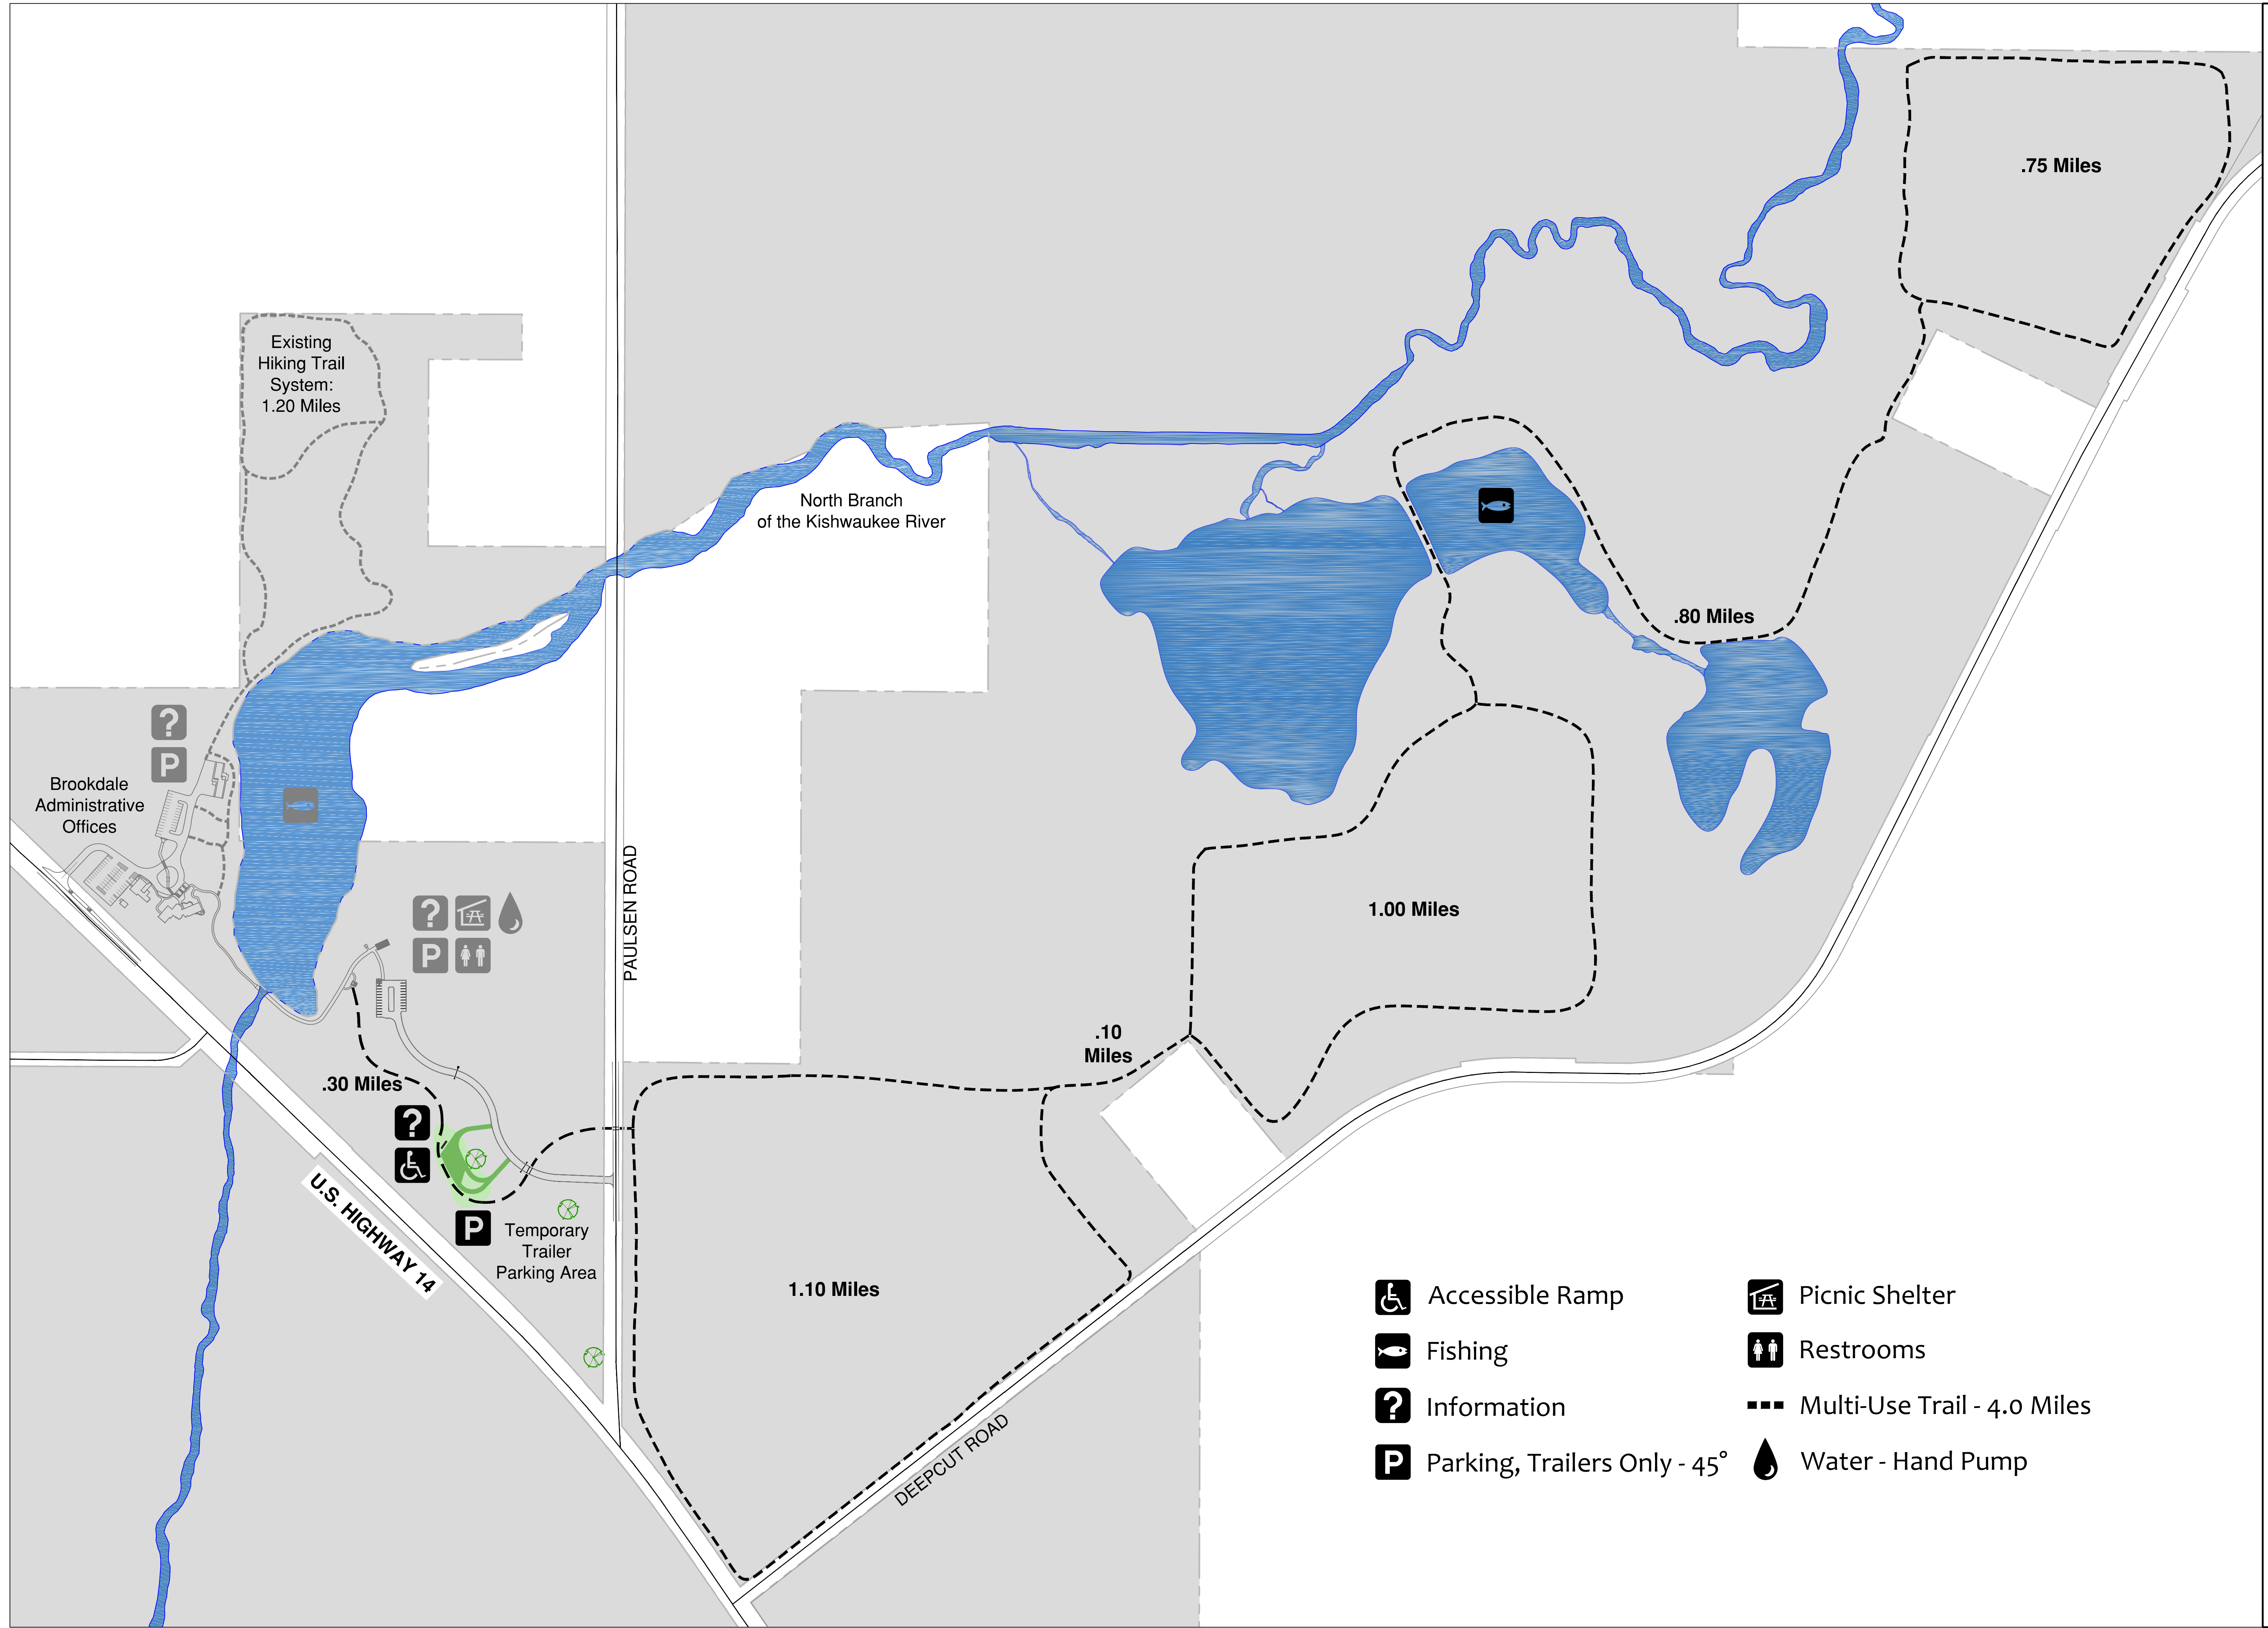 .75 Miles
Existing
Hiking Trail
System:
1.20 Miles
North Branch
of the Kishwaukee River
.80 Miles
?
P
Brookdale
Administrative
Offices
PAULSEN ROAD
?
P
1.00 Miles
.10
Miles
.30 Miles
?
P
Temporary
Trailer
Parking Area
U.S. HIGHWAY 14
1.10 Miles
DEEPCUT ROAD
Accessible Ramp
Fishing
? Information
P Parking, Trailers Only - 45°
Picnic Shelter
Restrooms
Multi-Use Trail - 4.0 Miles
Water - Hand Pump